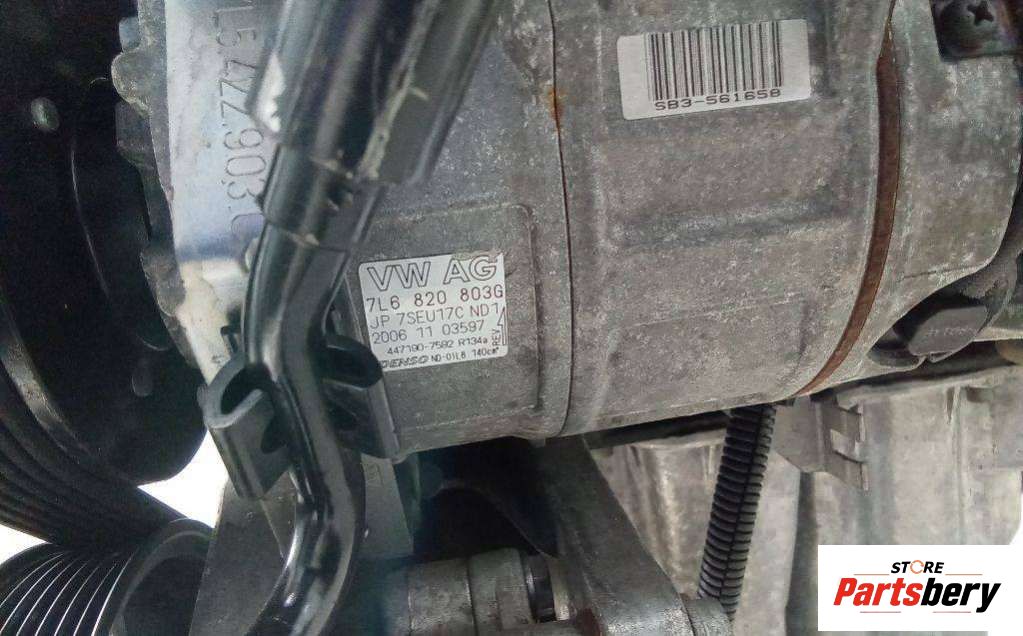 SB3-561658
VW AG
7L6 820 803G
JP 7SEU17C ND1
2006 11 03597
REV
447190-7582 R134a
DENSO ND-OIL8 140cm³
STORE
Partsbery